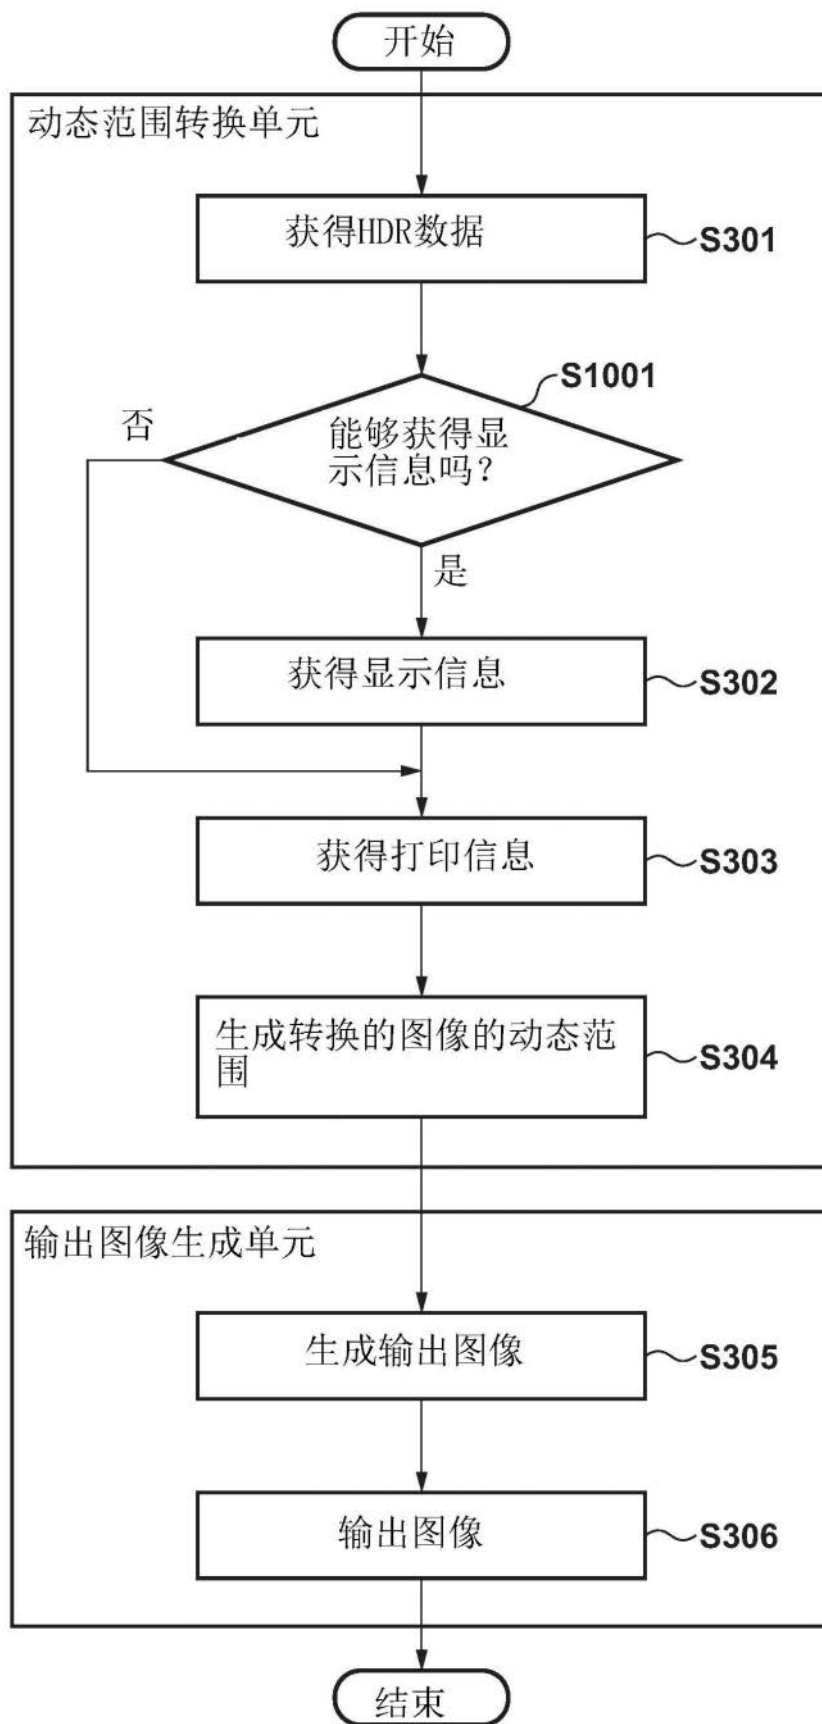 开始
动态范围转换单元
获得HDR数据
S301
S1001
否
能够获得显
示信息吗？
是
获得显示信息
S302
获得打印信息
S303
生成转换的图像的动态范
围
S304
输出图像生成单元
生成输出图像
S305
输出图像
S306
结束